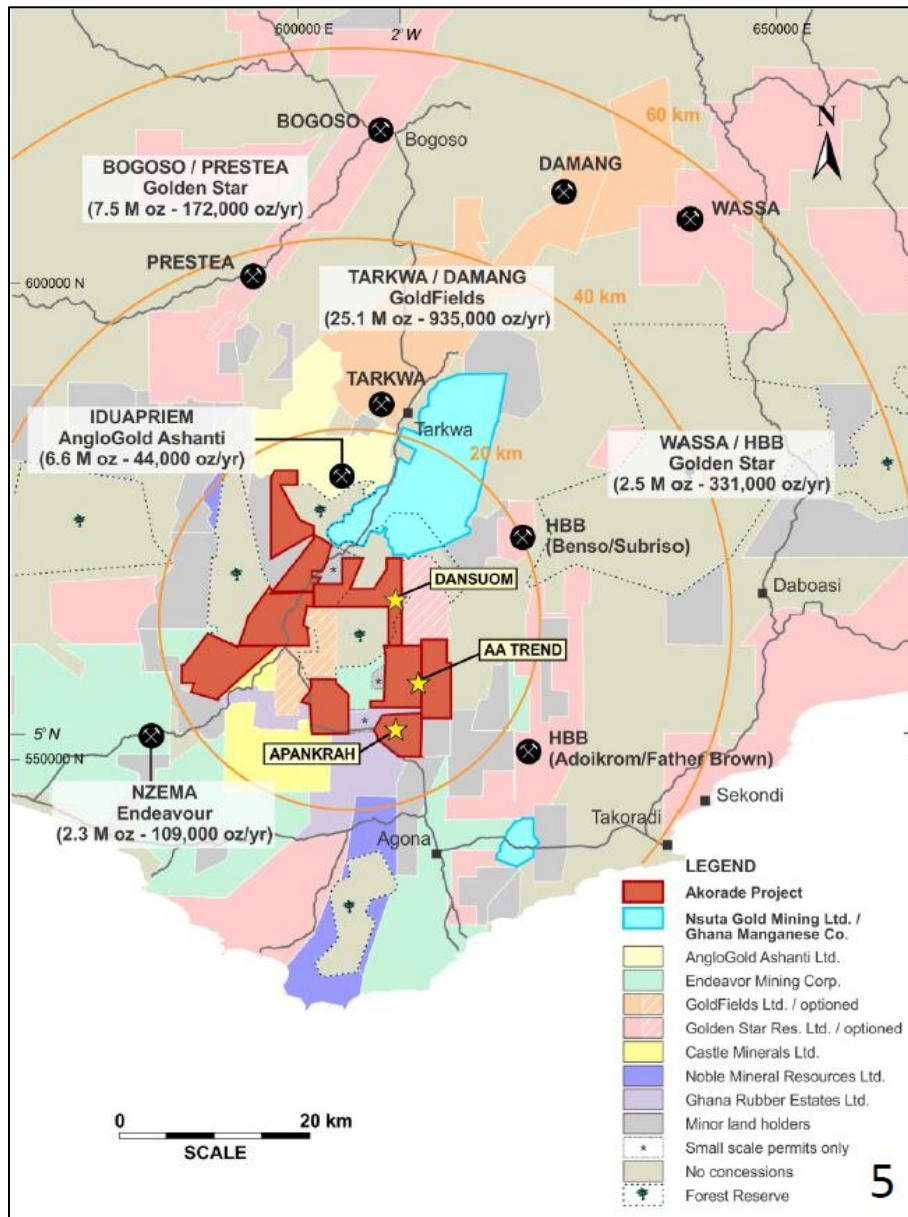 600000 E
2° W
650000 E
60 km
N
BOGOSO
Bogoso
BOGOSO / PRESTEA
Golden Star
(7.5 M oz - 172,000 oz/yr)
DAMANG
WASSA
PRESTEA
600000 N
TARKWA / DAMANG
GoldFields
(25.1 M oz - 935,000 oz/yr)
40 km
TARKWA
Tarkwa
IDUAPRIEM
AngloGold Ashanti
(6.6 M oz - 44,000 oz/yr)
20 km
WASSA / HBB
Golden Star
(2.5 M oz - 331,000 oz/yr)
HBB
(Benso/Subriso)
*
DANSUOM
Daboasi
AA TREND
*
*
5° N
550000 N
APANKRAH
HBB
(Adoikrom/Father Brown)
NZEMA
Endeavour
(2.3 M oz - 109,000 oz/yr)
Sekondi
Takoradi
Agona
LEGEND
Akorade Project
Nsuta Gold Mining Ltd. /
Ghana Manganese Co.
AngloGold Ashanti Ltd.
Endeavor Mining Corp.
GoldFields Ltd. / optioned
Golden Star Res. Ltd. / optioned
Castle Minerals Ltd.
Noble Mineral Resources Ltd.
Ghana Rubber Estates Ltd.
Minor land holders
* Small scale permits only
No concessions
Forest Reserve
0 20 km
SCALE
5